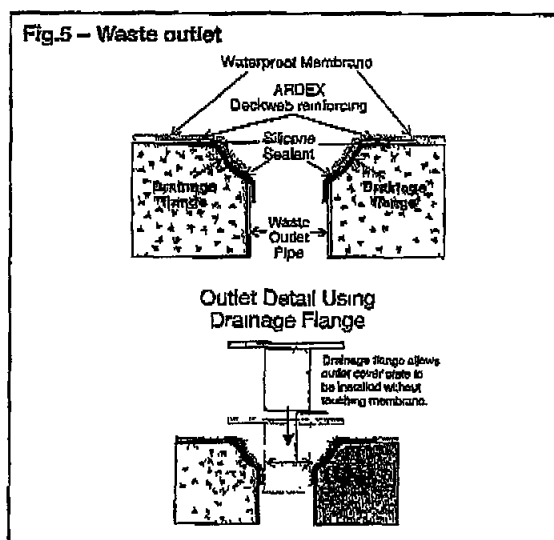 Fig.5 – Waste outlet
Waterproof Membrane
ARDEX
Deckweb reinforcing
Silicone
Sealant
Drainage
flange
Drainage
flange
Waste
Outlet
Pipe
Outlet Detail Using
Drainage Flange
Drainage flange allows
outlet cover plate to
be installed without
touching membrane.